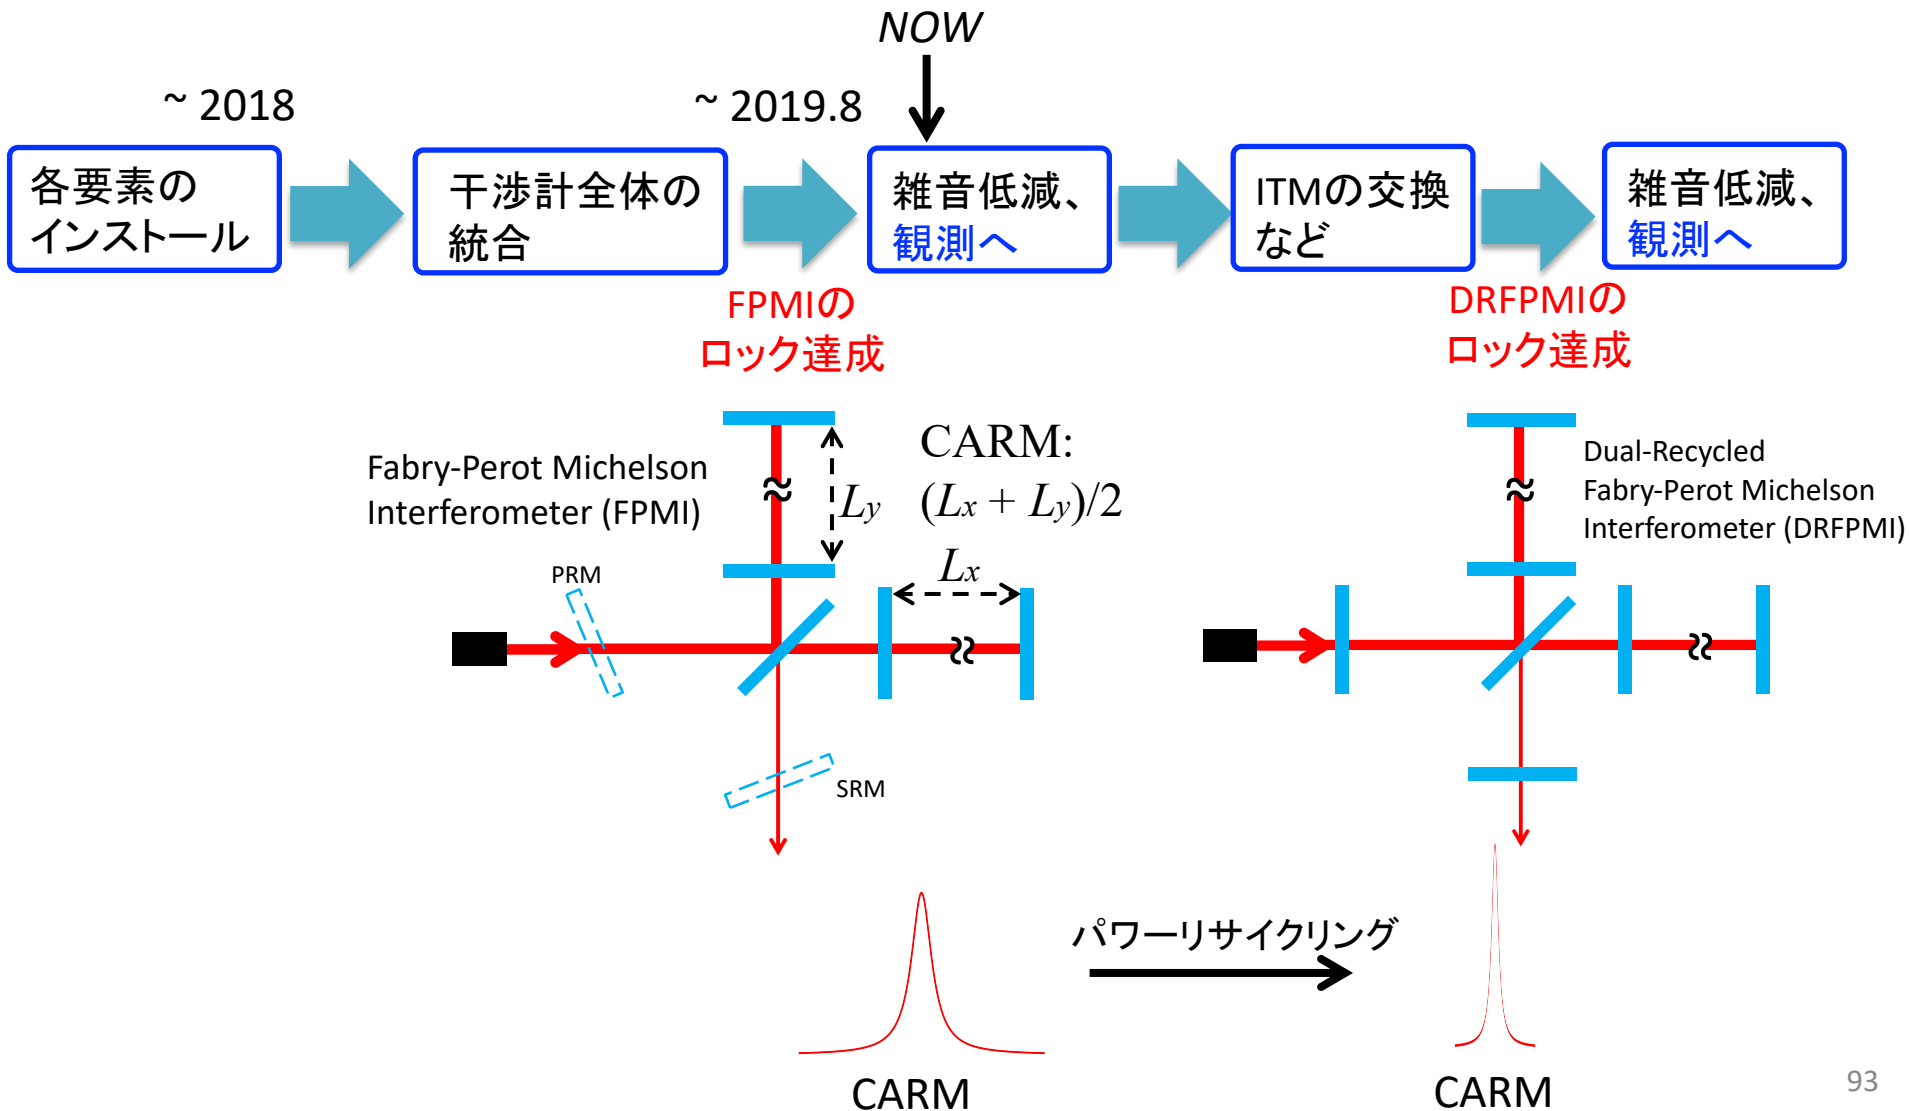 NOW
~ 2018
~ 2019.8
各要素の
インストール
干渉計全体の
統合
雑音低減、
観測へ
ITMの交換
など
雑音低減、
観測へ
FPMIの
ロック達成
DRFPMIの
ロック達成
Fabry-Perot Michelson
Interferometer (FPMI)
CARM:
(Lx + Ly)/2
Ly
Lx
PRM
SRM
Dual-Recycled
Fabry-Perot Michelson
Interferometer (DRFPMI)
パワーリサイクリング
CARM
CARM
93